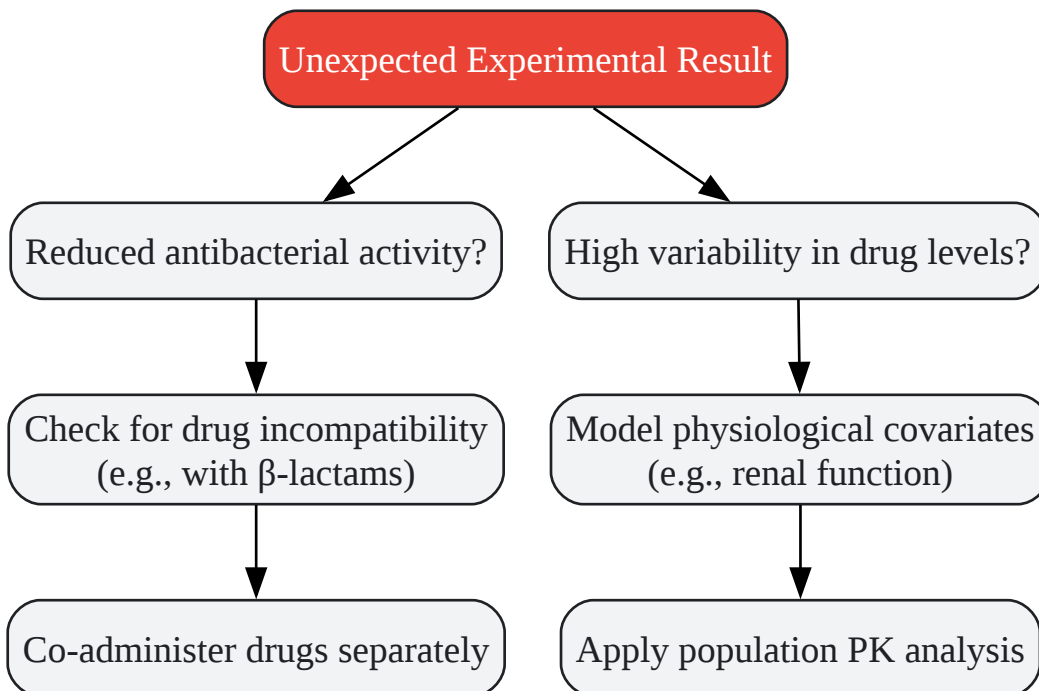 Unexpected Experimental Result
Reduced antibacterial activity?
High variability in drug levels?
Check for drug incompatibility
(e.g., with β-lactams)
Model physiological covariates
(e.g., renal function)
Co-administer drugs separately
Apply population PK analysis